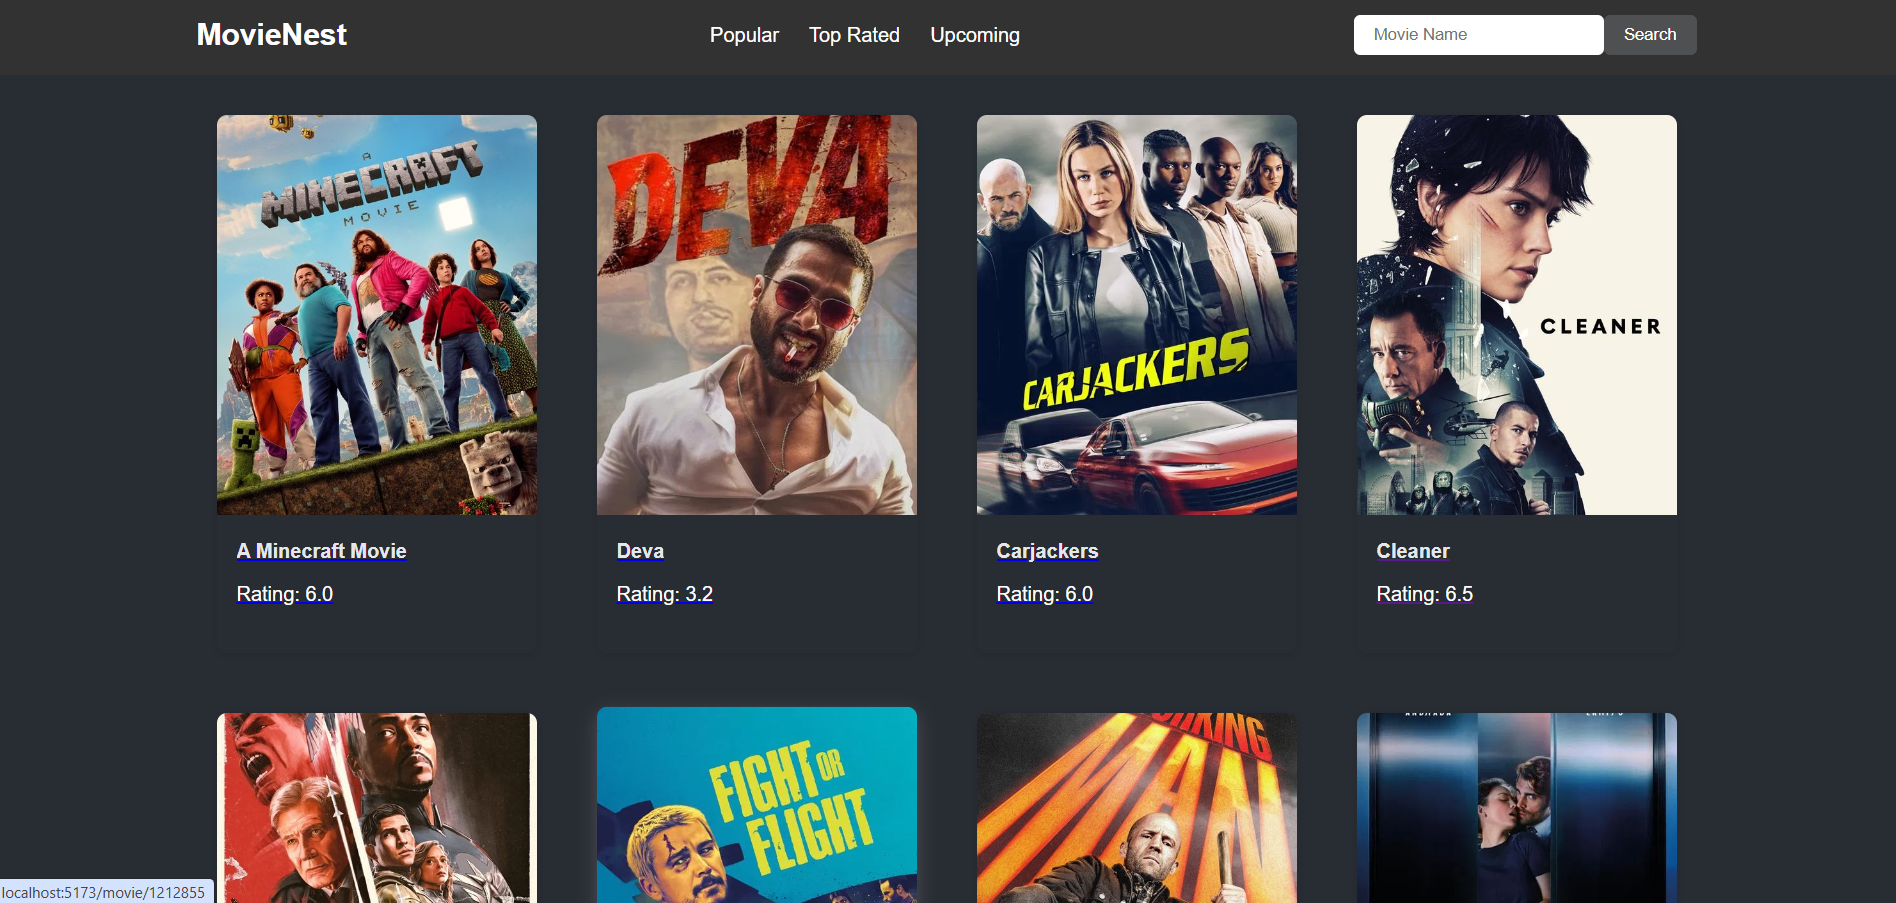 MovieNest
Popular
Top Rated
Upcoming
Movie Name
Search
A
MINECRAFT
MOVIE
DEVA
CARJACKERS
CLEANER
A Minecraft Movie
Deva
Carjackers
Cleaner
Rating: 6.0
Rating: 3.2
Rating: 6.0
Rating: 6.5
FIGHT OR
FLIGHT
MAN
localhost:5173/movie/1212855